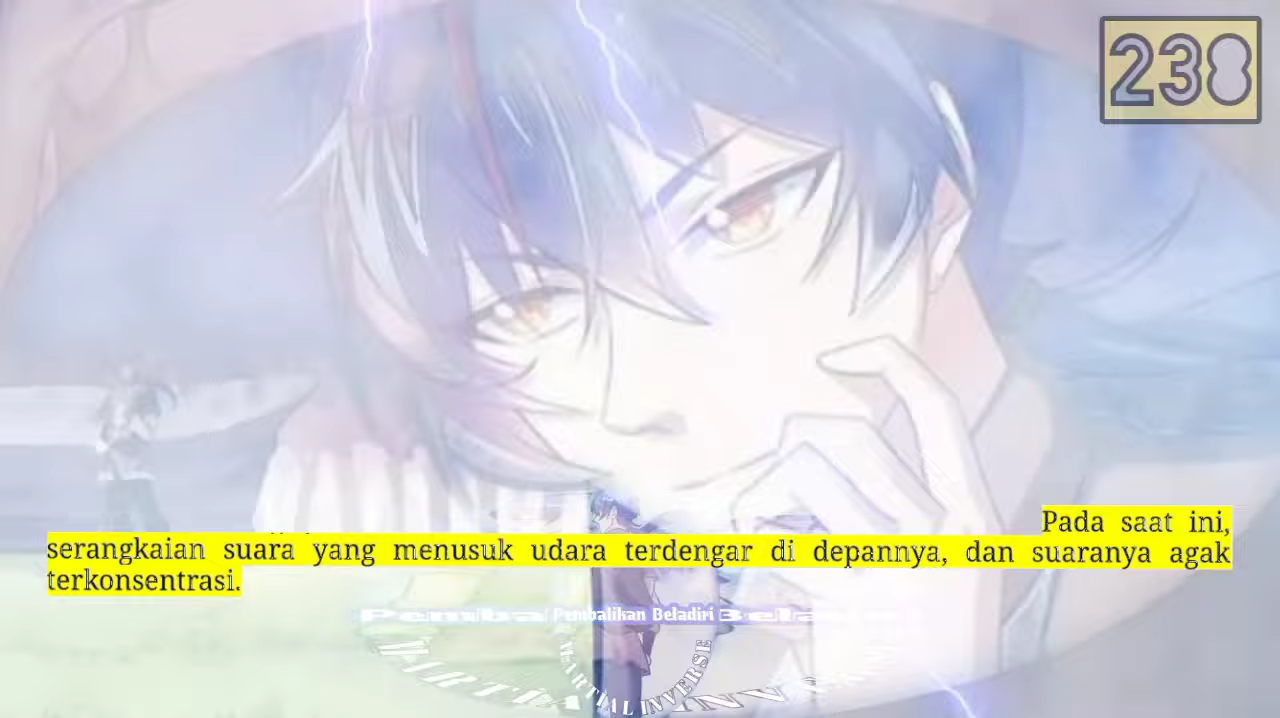 238
Pada saat ini,
serangkaian suara yang menusuk udara terdengar di depannya, dan suaranya agak
terkonsentrasi.
Pembalikan Beladiri
MARTIAL INVERSE